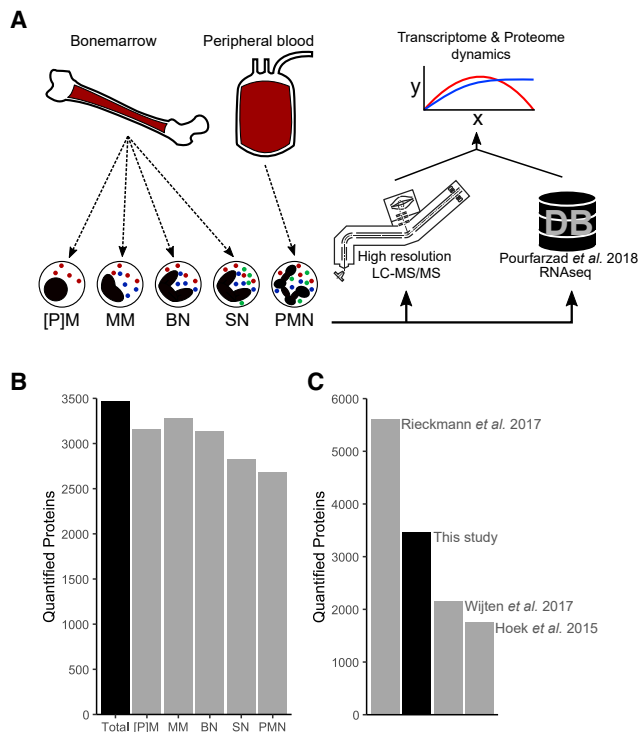 A
Bonemarrow
Peripheral blood
Transcriptome & Proteome
dynamics
y
x
DB
High resolution
LC-MS/MS
Pourfarzad et al. 2018
RNAseq
[P]M
MM
BN
SN
PMN
B
Quantified Proteins
3500
3000
2500
2000
1500
1000
500
0
Total
[P]M
MM
BN
SN
PMN
C
Quantified Proteins
6000
5000
4000
3000
2000
1000
0
Rieckmann et al. 2017
This study
Wijten et al. 2017
Hoek et al. 2015